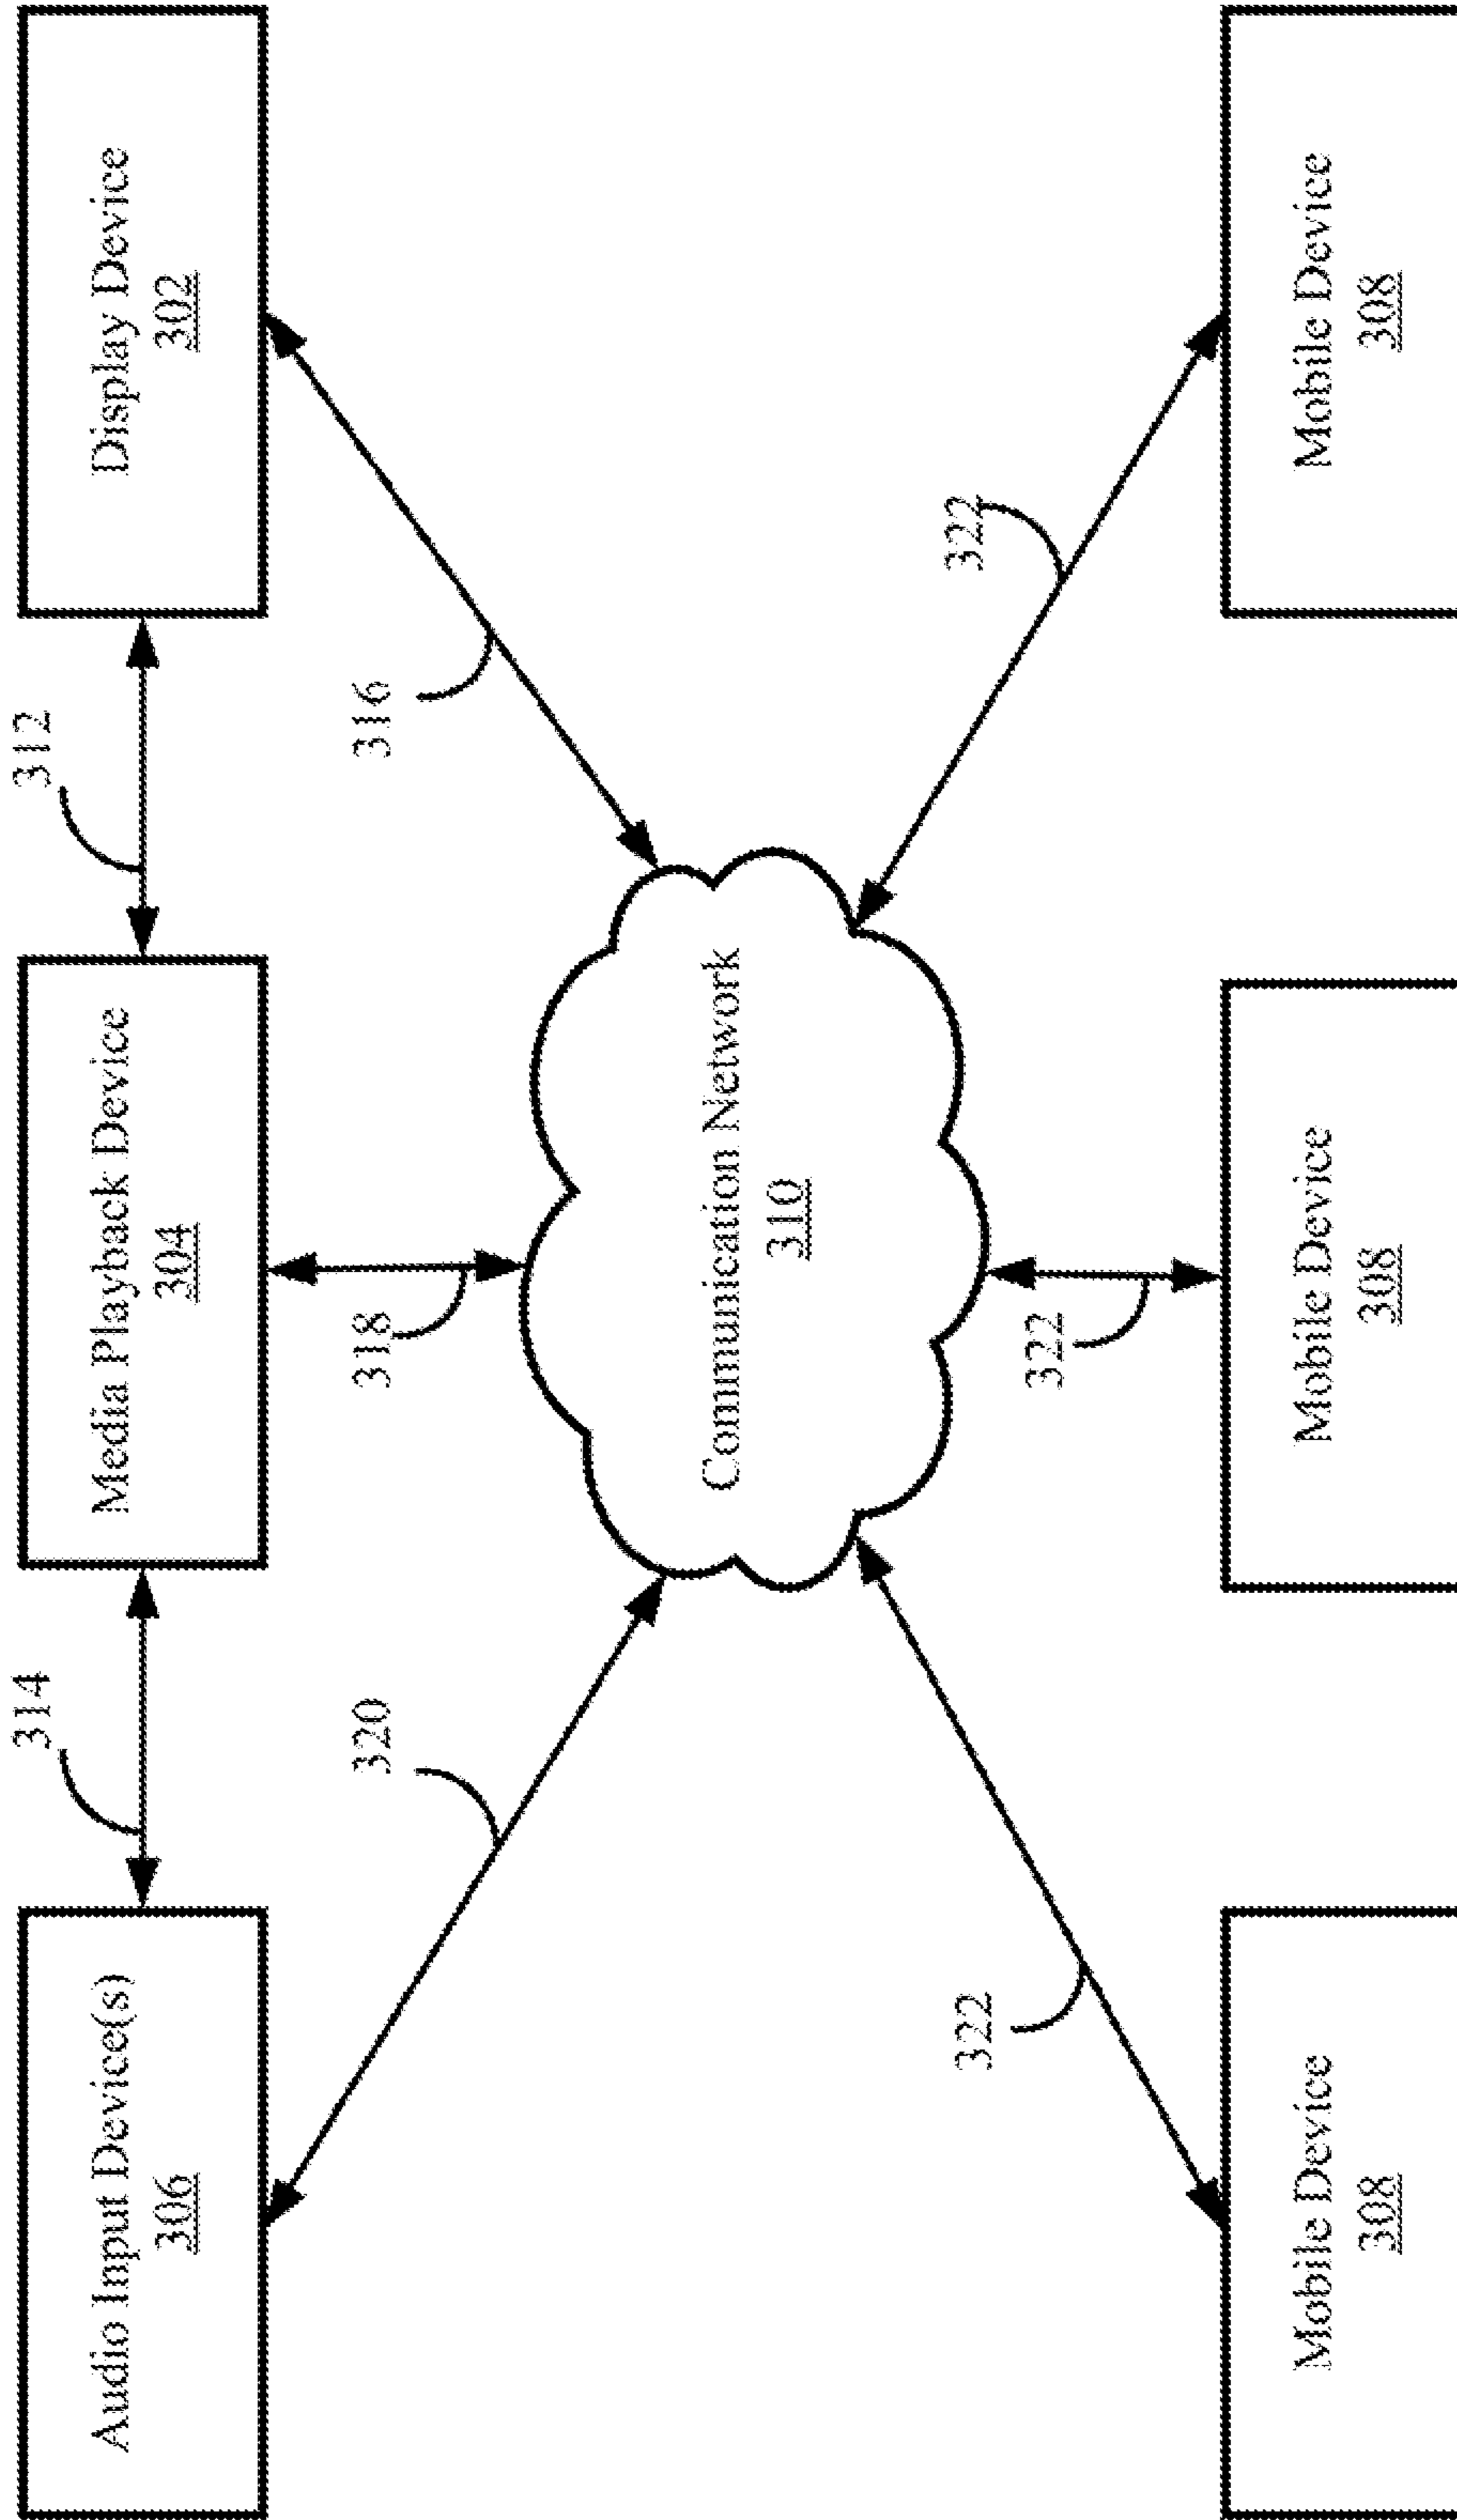 Audio Input Device(s)
306
314
Media Playback Device
304
312
Display Device
302
320
318
316
Communication Network
310
322
322
322
Mobile Device
308
Mobile Device
308
Mobile Device
308